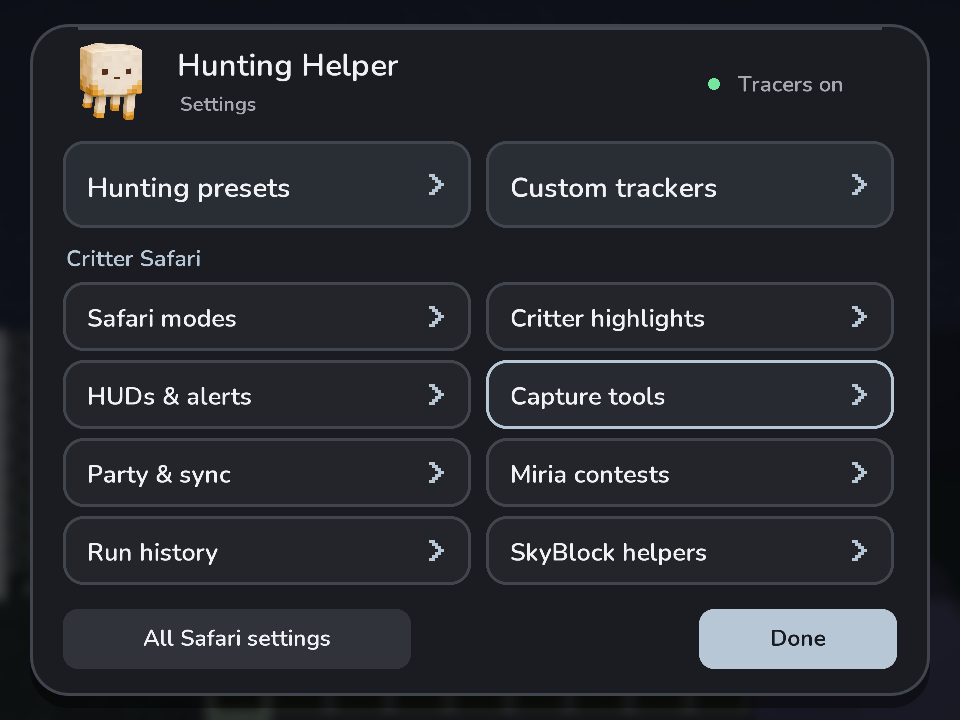 Hunting Helper
Settings
Tracers on
Hunting presets
Custom trackers
Critter Safari
Safari modes
Critter highlights
HUDs & alerts
Capture tools
Party & sync
Miria contests
Run history
SkyBlock helpers
All Safari settings
Done